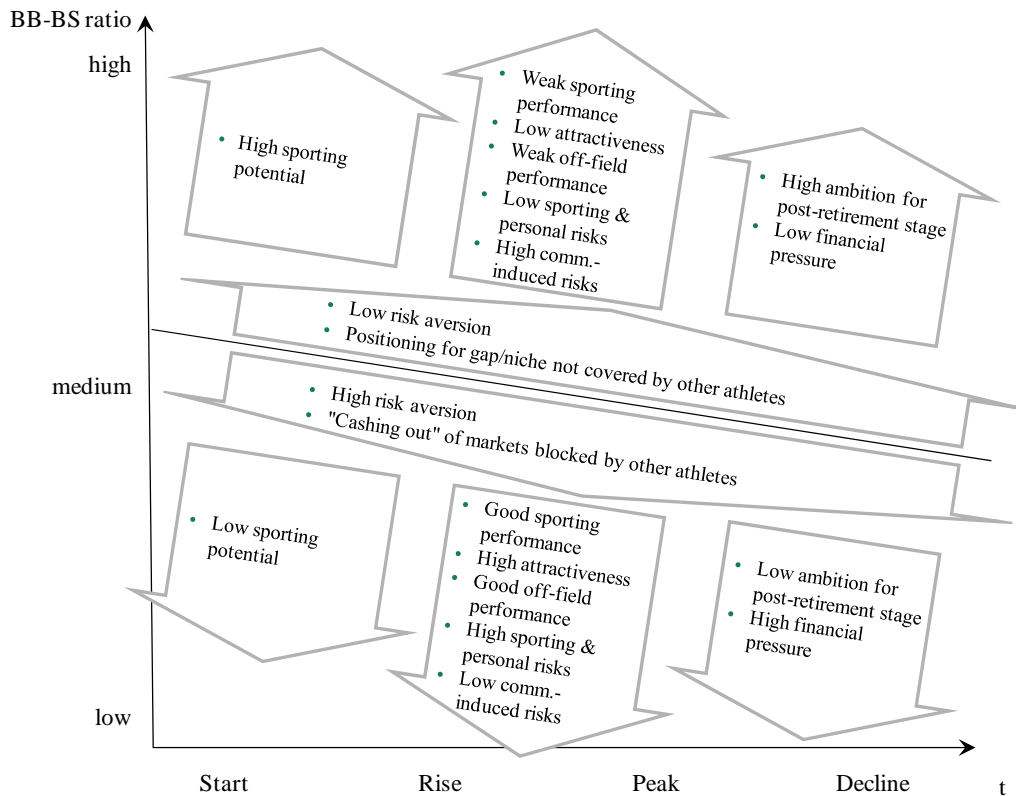 BB-BS ratio
high
• High sporting
potential
• Weak sporting
performance
• Low attractiveness
• Weak off-field
performance
• Low sporting &
personal risks
• High comm.-
induced risks
• High ambition for
post-retirement stage
• Low financial
pressure
• Low risk aversion
• Positioning for gap/niche not covered by other athletes
medium
• High risk aversion
• "Cashing out" of markets blocked by other athletes
• Low sporting
potential
• Good sporting
performance
• High attractiveness
• Good off-field
performance
• High sporting &
personal risks
• Low comm.-
induced risks
• Low ambition for
post-retirement stage
• High financial
pressure
low
Start
Rise
Peak
Decline
t